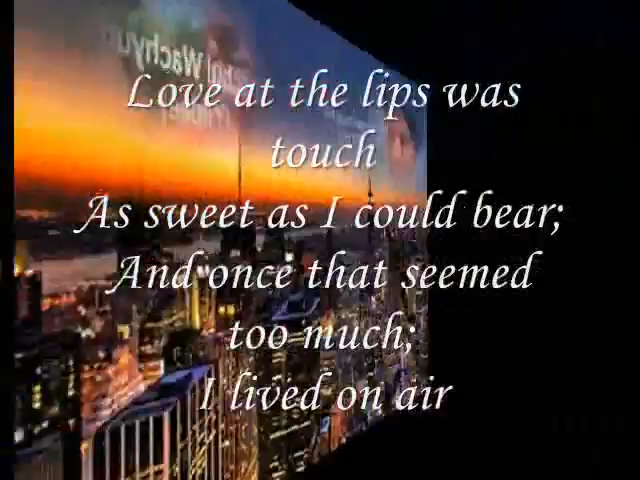 Love at the lips was
touch
As sweet as I could bear;
And once that seemed
too much;
I lived on air
Wachyu